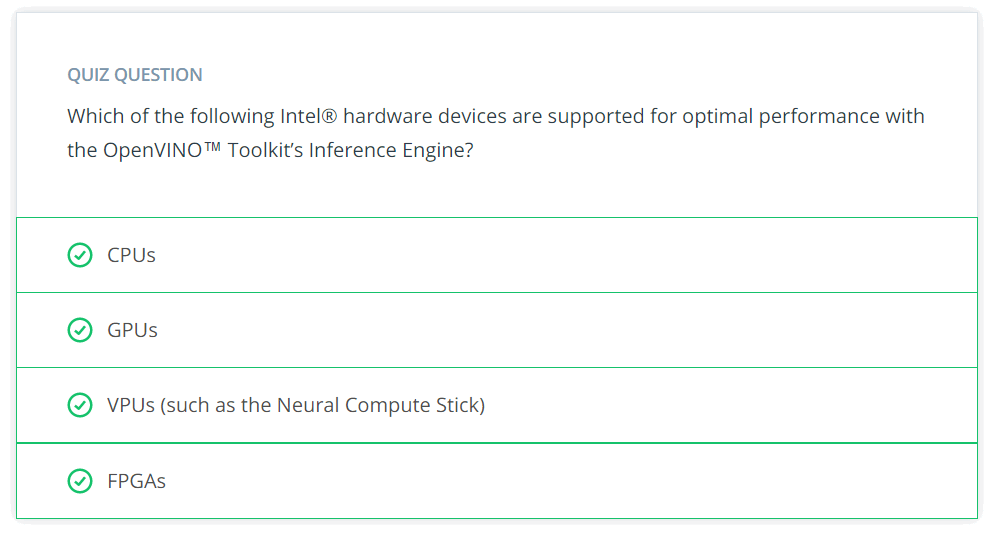 QUIZ QUESTION
Which of the following Intel® hardware devices are supported for optimal performance with
the OpenVINO™ Toolkit’s Inference Engine?
CPUs
GPUs
VPUs (such as the Neural Compute Stick)
FPGAs